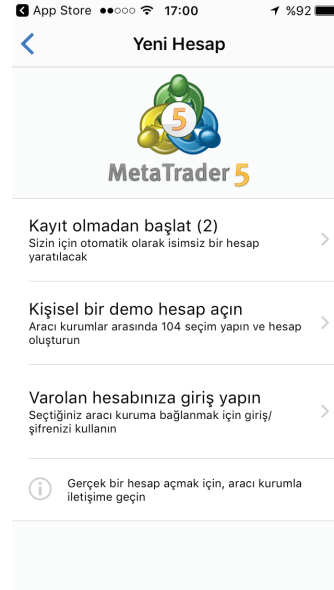 App Store 17:00 %92
Yeni Hesap
5
MetaTrader 5
Kayıt olmadan başlat (2)
Sizin için otomatik olarak isimsiz bir hesap
yaratılacak
Kişisel bir demo hesap açın
Aracı kurumlar arasında 104 seçim yapın ve hesap
oluşturun
Varolan hesabınıza giriş yapın
Seçtiğiniz aracı kuruma bağlanmak için giriş/
şifrenizi kullanın
Gerçek bir hesap açmak için, aracı kurumla
iletişime geçin